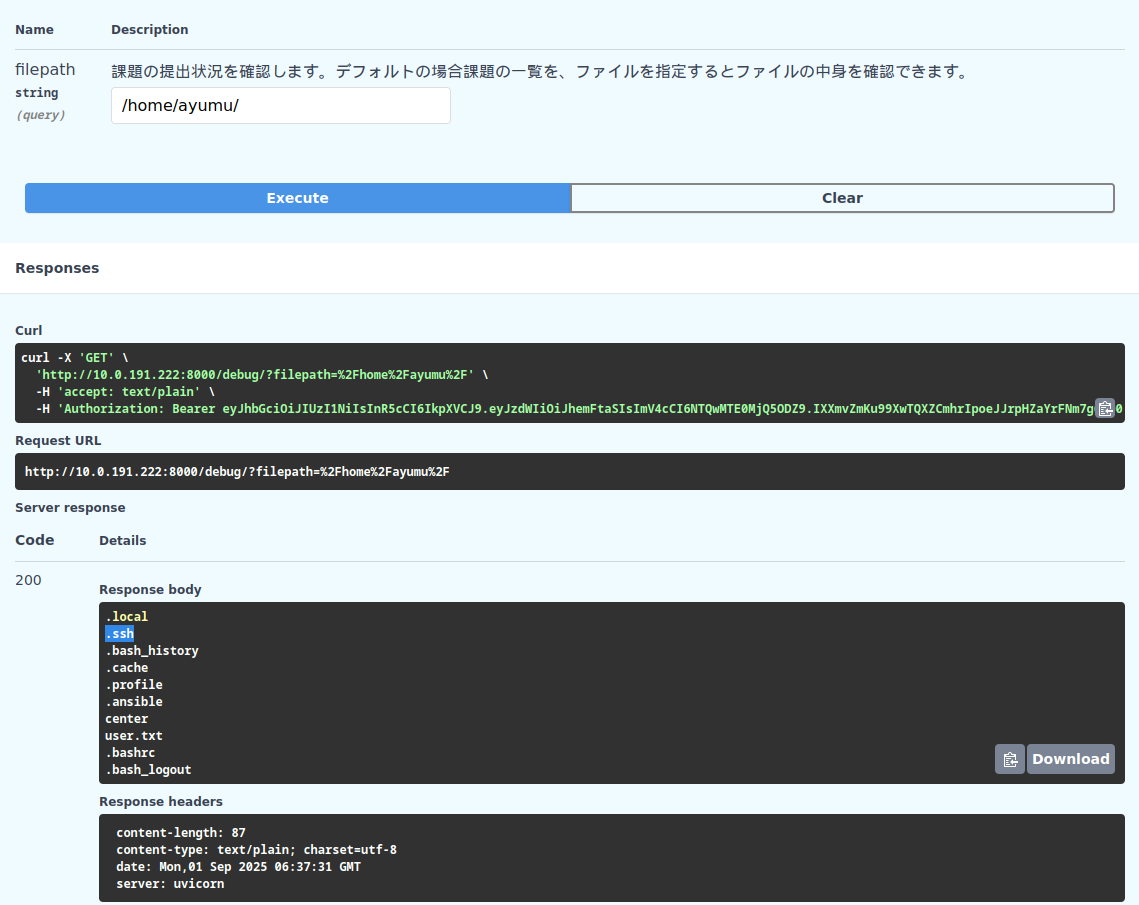 Name Description
filepath 課題の提出状況を確認します。デフォルトの場合課題の一覧を、ファイルを指定するとファイルの中身を確認できます。
string
(query)
/home/ayumu/
Execute Clear
Responses
Curl
curl -X 'GET' \
'http://10.0.191.222:8000/debug/?filepath=%2Fhome%2Fayumu%2F' \
-H 'accept: text/plain' \
-H 'Authorization: Bearer
Request URL
http://10.0.191.222:8000/debug/?filepath=%2Fhome%2Fayumu%2F
Server response
Code Details
200
Response body
.local
.ssh
.bash_history
.cache
.profile
.ansible
center
user.txt
.bashrc
.bash_logout
Download
Response headers
content-length: 87
content-type: text/plain; charset=utf-8
date: Mon,01 Sep 2025 06:37:31 GMT
server: uvicorn